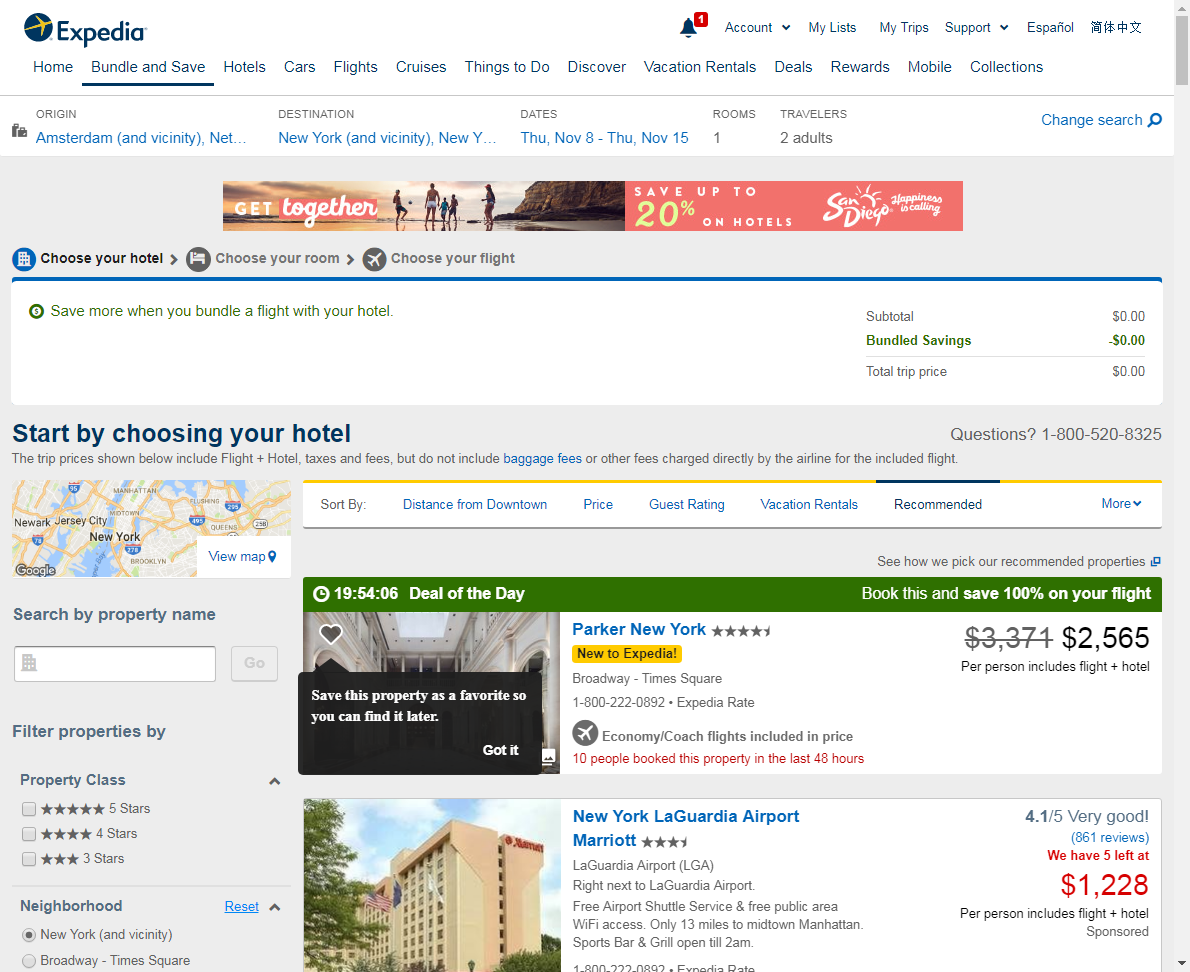 Expedia
1
Account
My Lists
My Trips
Support
Español
简体中文
Home
Bundle and Save
Hotels
Cars
Flights
Cruises
Things to Do
Discover
Vacation Rentals
Deals
Rewards
Mobile
Collections
ORIGIN
Amsterdam (and vicinity), Net...
DESTINATION
New York (and vicinity), New Y...
DATES
Thu, Nov 8 - Thu, Nov 15
ROOMS
1
TRAVELERS
2 adults
Change search
GET together
SAVE UP TO
20% ON HOTELS
San Diego
Happiness is calling
Choose your hotel
Choose your room
Choose your flight
Save more when you bundle a flight with your hotel.
Subtotal $0.00
Bundled Savings -$0.00
Total trip price $0.00
Start by choosing your hotel
Questions? 1-800-520-8325
The trip prices shown below include Flight + Hotel, taxes and fees, but do not include baggage fees or other fees charged directly by the airline for the included flight.
MANHATTAN
95
FLUSHING
MIDTOWN
295
Newark
Jersey City
495
QUEENS
25B
New York
78
278
BROOKLYN
Google
View map
Sort By:
Distance from Downtown
Price
Guest Rating
Vacation Rentals
Recommended
More
See how we pick our recommended properties
Search by property name
Go
Filter properties by
Property Class
5 Stars
4 Stars
3 Stars
Neighborhood
Reset
New York (and vicinity)
Broadway - Times Square
19:54:06 Deal of the Day
Book this and save 100% on your flight
Save this property as a favorite so
you can find it later.
Got it
Parker New York
New to Expedia!
Broadway - Times Square
1-800-222-0892 • Expedia Rate
Economy/Coach flights included in price
10 people booked this property in the last 48 hours
$3,371 $2,565
Per person includes flight + hotel
Marriott
New York LaGuardia Airport
Marriott
LaGuardia Airport (LGA)
Right next to LaGuardia Airport.
Free Airport Shuttle Service & free public area
WiFi access. Only 13 miles to midtown Manhattan.
Sports Bar & Grill open till 2am.
1-800-222-0892 • Expedia Rate
4.1/5 Very good!
(861 reviews)
We have 5 left at
$1,228
Per person includes flight + hotel
Sponsored